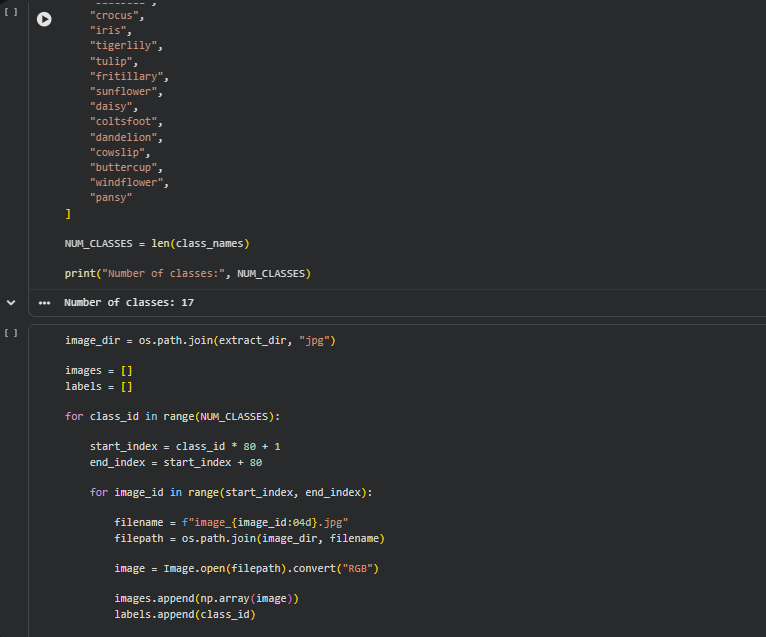 [ ]
"crocus",
"iris",
"tigerlily",
"tulip",
"fritillary",
"sunflower",
"daisy",
"coltsfoot",
"dandelion",
"cowslip",
"buttercup",
"windflower",
"pansy"
]
NUM_CLASSES = len(class_names)
print("Number of classes:", NUM_CLASSES)
Number of classes: 17
[ ]
image_dir = os.path.join(extract_dir, "jpg")
images = []
labels = []
for class_id in range(NUM_CLASSES):
start_index = class_id * 80 + 1
end_index = start_index + 80
for image_id in range(start_index, end_index):
filename = f"image_{image_id:04d}.jpg"
filepath = os.path.join(image_dir, filename)
image = Image.open(filepath).convert("RGB")
images.append(np.array(image))
labels.append(class_id)